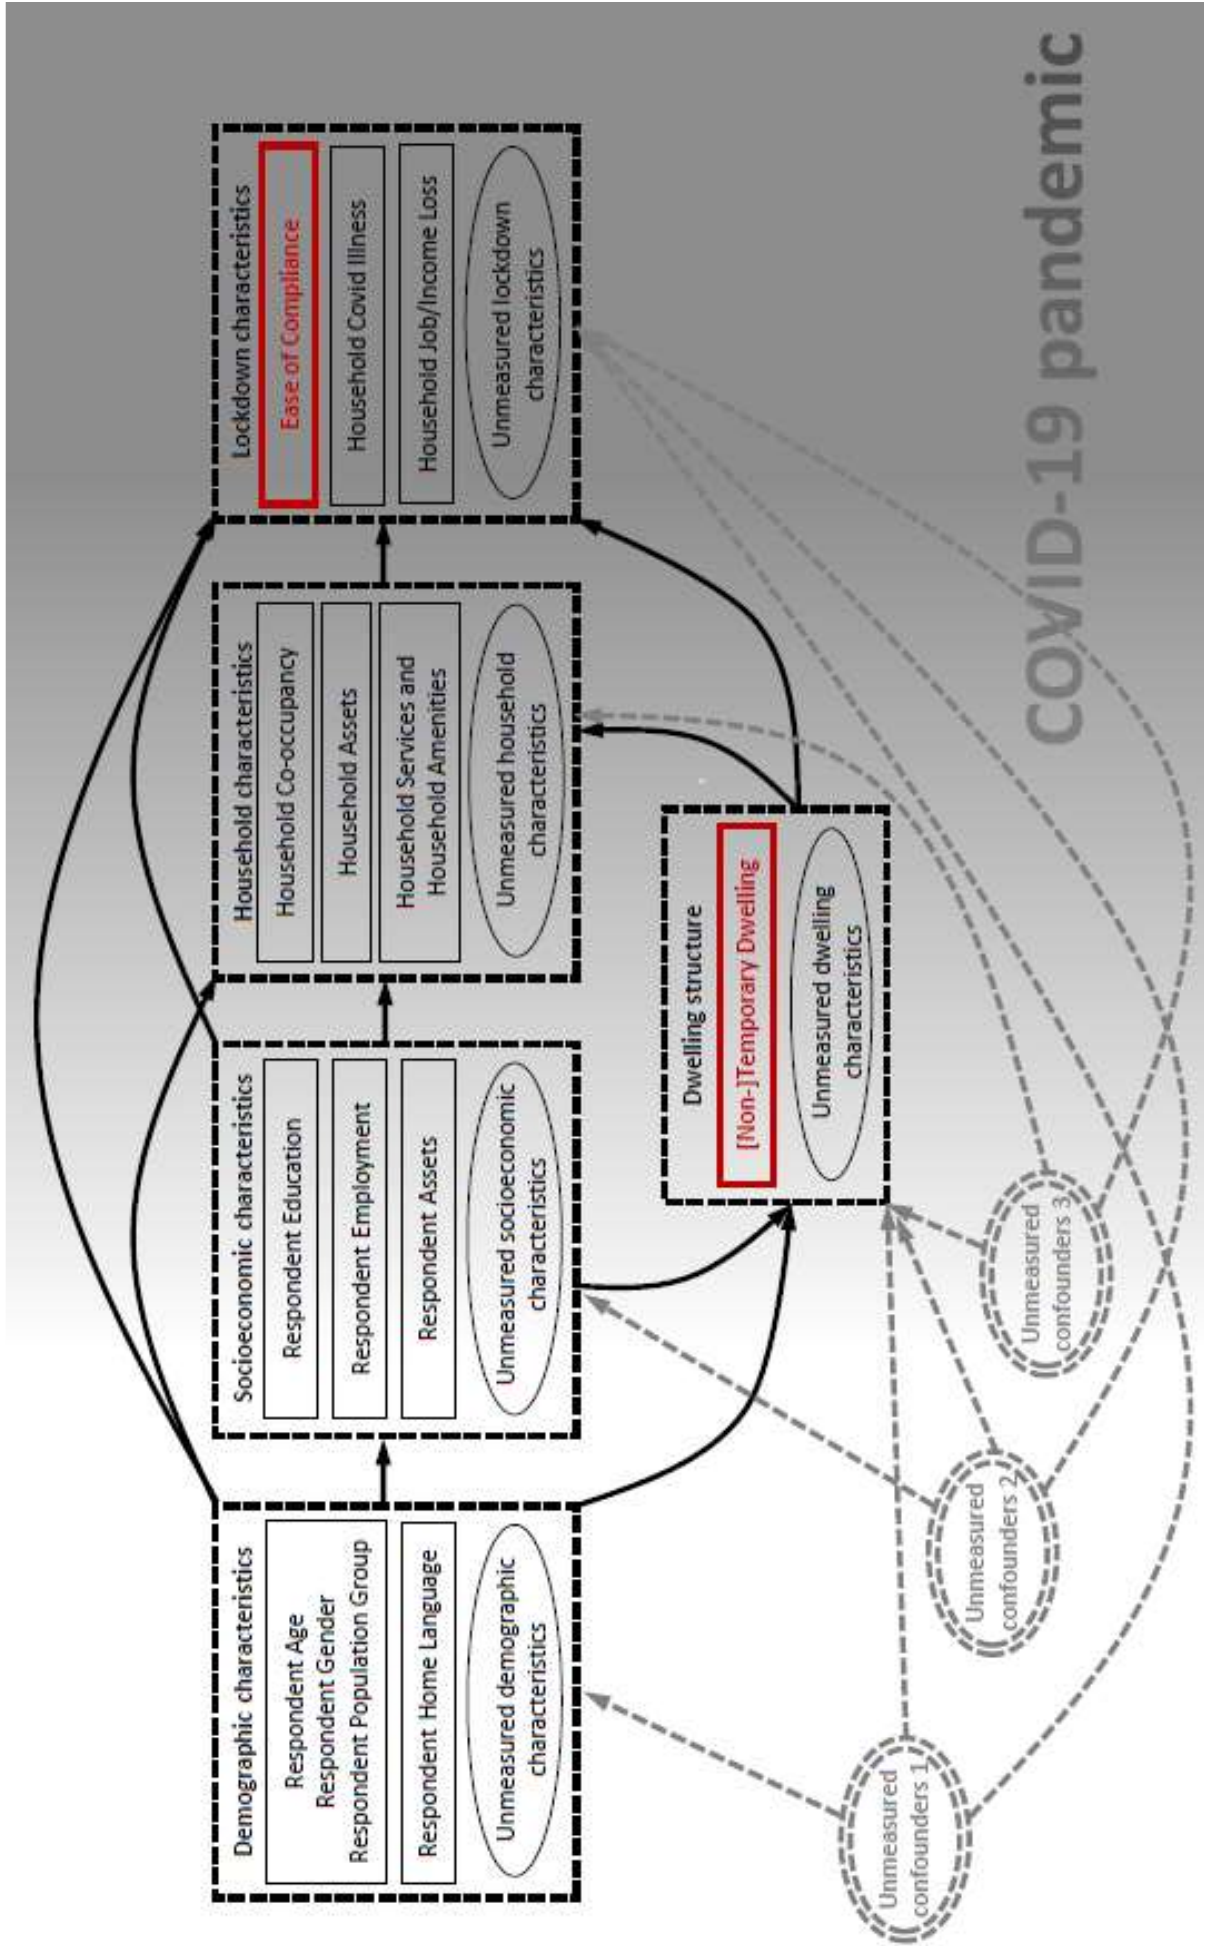 Demographic characteristics
Respondent Age
Respondent Gender
Respondent Population Group
Respondent Home Language
Unmeasured demographic
characteristics
Socioeconomic characteristics
Respondent Education
Respondent Employment
Respondent Assets
Unmeasured socioeconomic
characteristics
Household characteristics
Household Co-occupancy
Household Assets
Household Services and
Household Amenities
Unmeasured household
characteristics
Lockdown characteristics
Ease of Compliance
Household Covid Illness
Household Job/Income Loss
Unmeasured lockdown
characteristics
Dwelling structure
[Non-]Temporary Dwelling
Unmeasured dwelling
characteristics
Unmeasured
confounders 1
Unmeasured
confounders 2
Unmeasured
confounders 3
COVID-19 pandemic